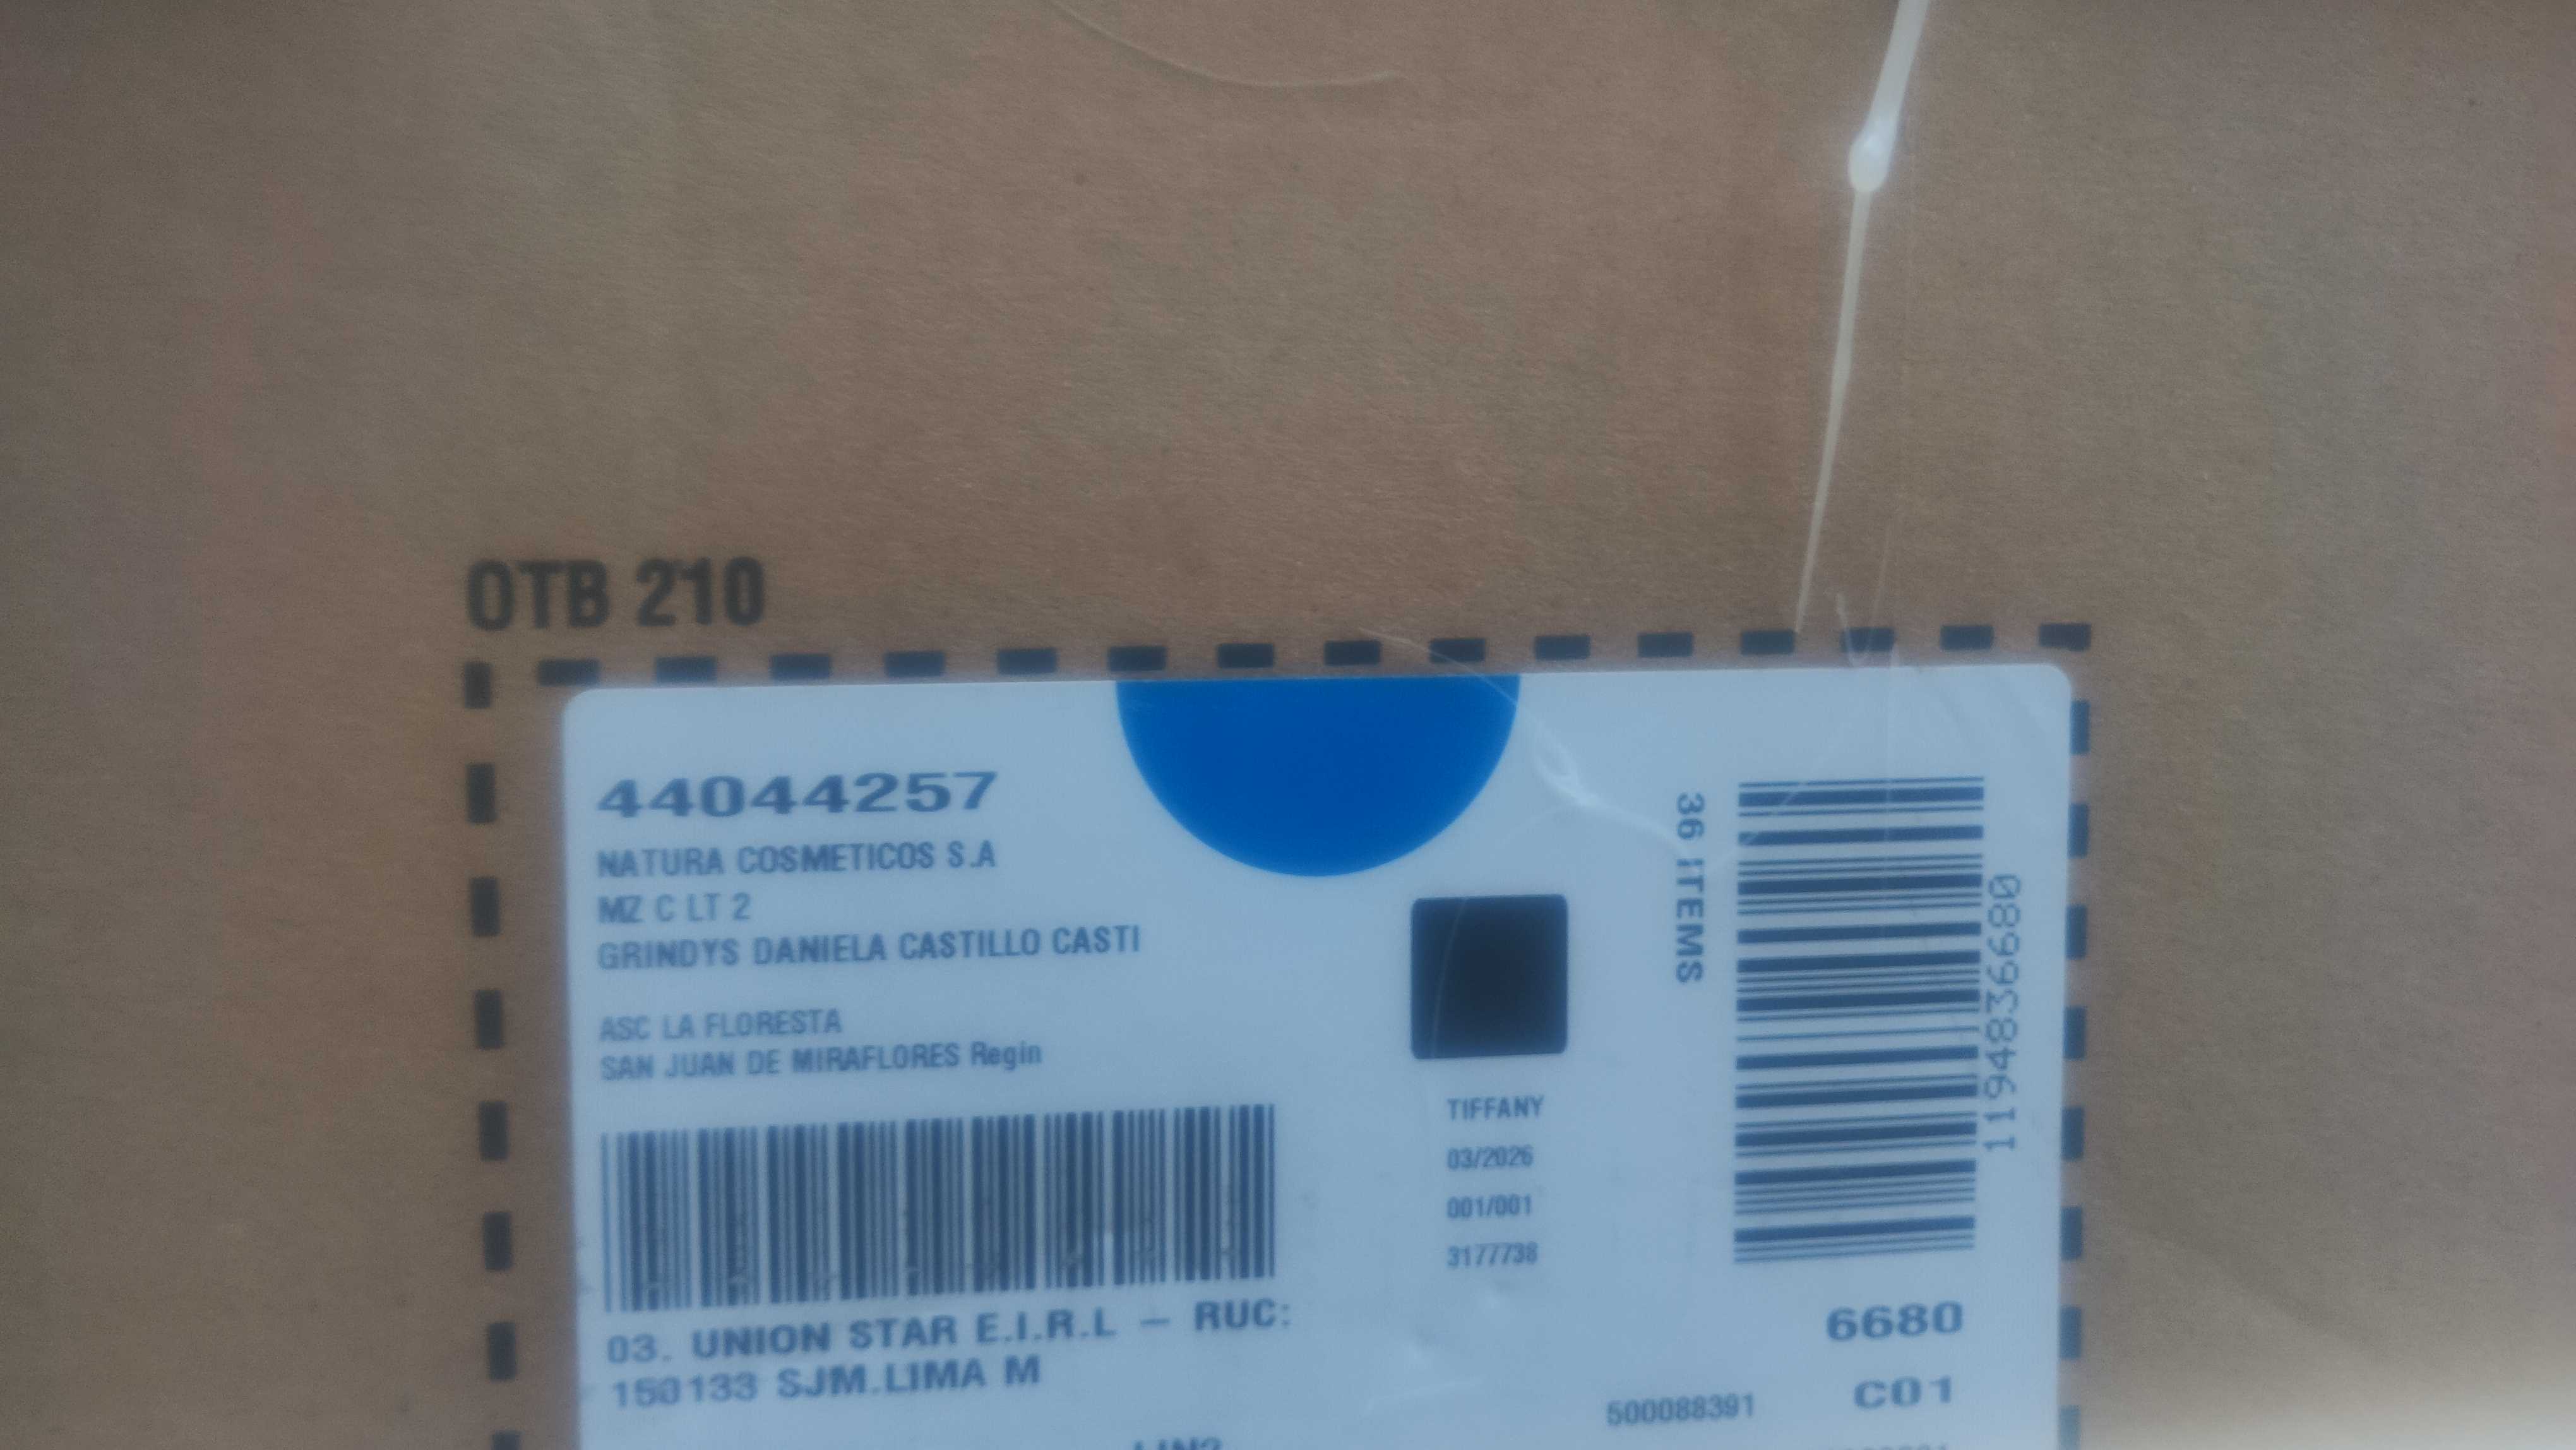 OTB 210
44044257
NATURA COSMETICOS S.A
MZ C LT 2
GRINDYS DANIELA CASTILLO CASTI
ASC LA FLORESTA
SAN JUAN DE MIRAFLORES Regin
03. UNION STAR E.I.R.L – RUC:
150133 SJM.LIMA M
TIFFANY
03/2026
001/001
3177738
36 ITEMS
1194836680
6680
C01
500088391